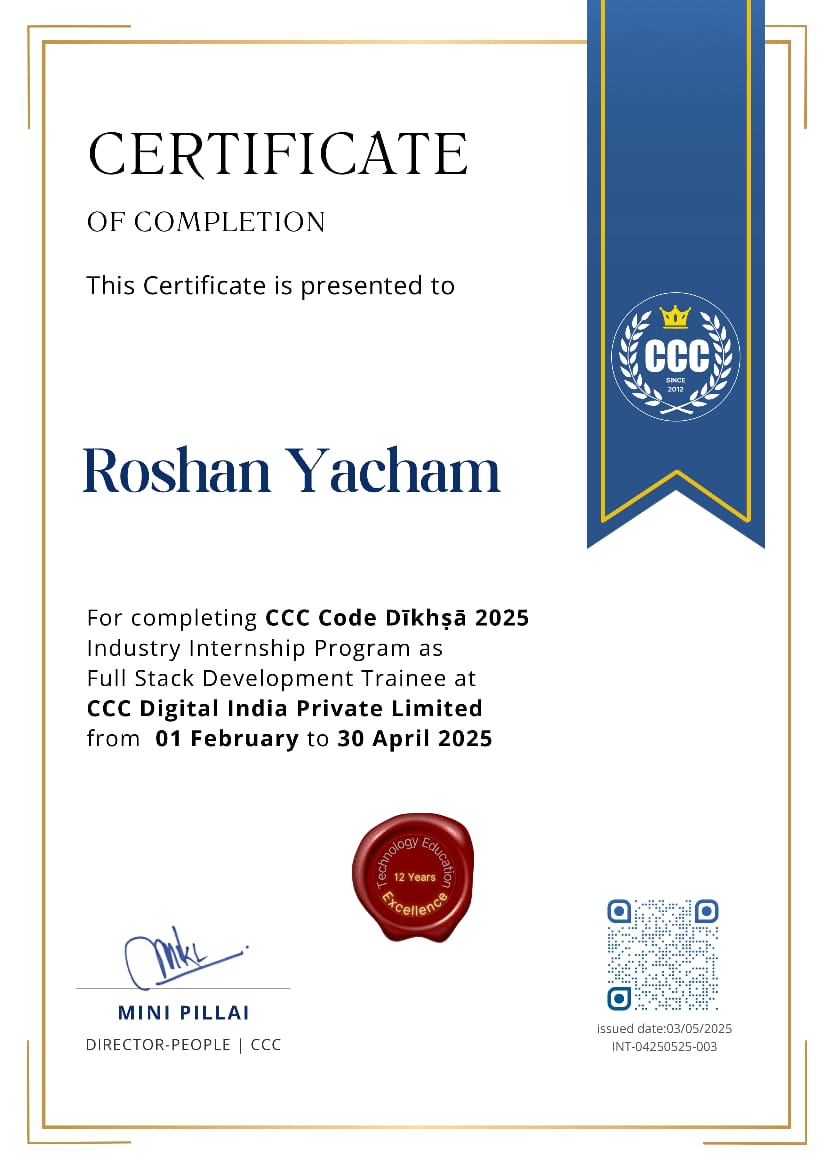 CERTIFICATE
OF COMPLETION
This Certificate is presented to
CCC
SINCE
2012
Roshan Yacham
For completing CCC Code Dīkhṣā 2025
Industry Internship Program as
Full Stack Development Trainee at
CCC Digital India Private Limited
from 01 February to 30 April 2025
Technology Education
12 Years
Excellence
MINI PILLAI
DIRECTOR-PEOPLE | CCC
issued date:03/05/2025
INT-04250525-003